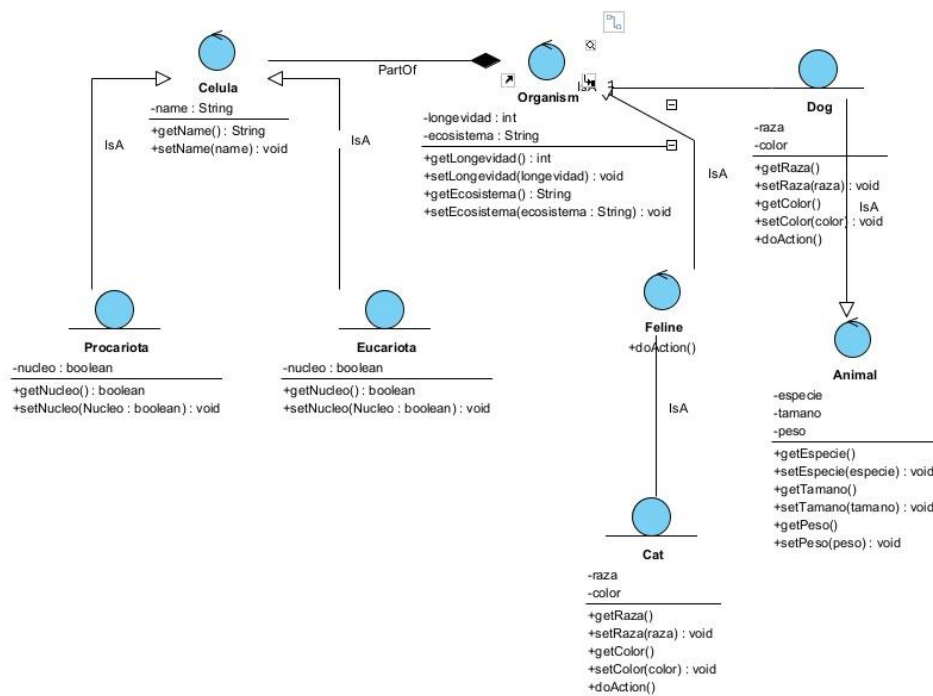 PartOf
Celula
-name : String
+getName() : String
+setName(name) : void
IsA
IsA
Organism
-longevidad : int
-ecosistema : String
+getLongevidad() : int
+setLongevidad(longevidad) : void
+getEcosistema() : String
+setEcosistema(ecosistema : String) : void
IsA
Dog
-raza
-color
+getRaza()
+setRaza(raza) : void
+getColor()
+setColor(color) : void
+doAction()
IsA
IsA
Procariota
-nucleo : boolean
+getNucleo() : boolean
+setNucleo(Nucleo : boolean) : void
Eucariota
-nucleo : boolean
+getNucleo() : boolean
+setNucleo(Nucleo : boolean) : void
Feline
+doAction()
IsA
Animal
-especie
-tamano
-peso
+getEspecie()
+setEspecie(especie) : void
+getTamano()
+setTamano(tamano) : void
+getPeso()
+setPeso(peso) : void
Cat
-raza
-color
+getRaza()
+setRaza(raza) : void
+getColor()
+setColor(color) : void
+doAction()